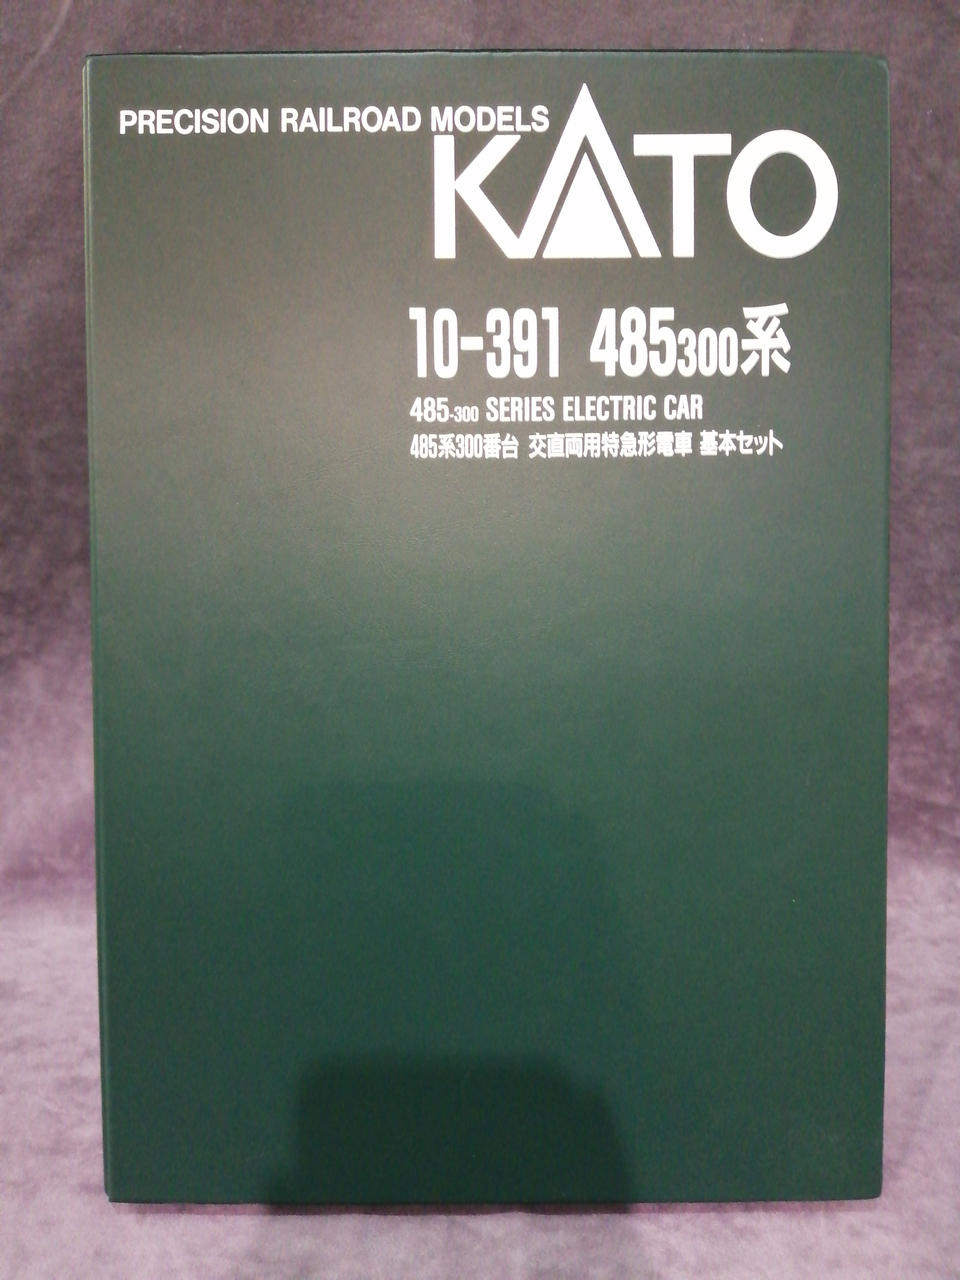 PRECISION RAILROAD MODELS
KATO
10-391 485300系
485-300 SERIES ELECTRIC CAR
485系300番台 交直両用特急形電車 基本セット